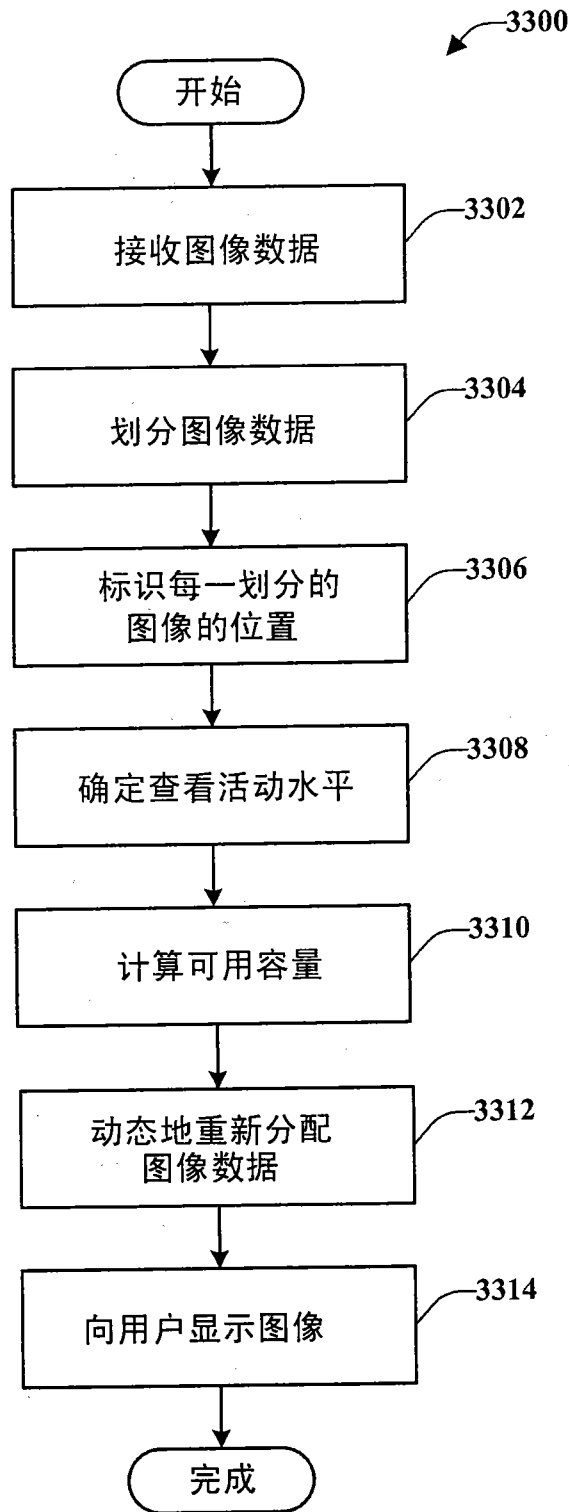 3300
开始
3302
接收图像数据
3304
划分图像数据
3306
标识每一划分的
图像的位置
3308
确定查看活动水平
3310
计算可用容量
3312
动态地重新分配
图像数据
3314
向用户显示图像
完成